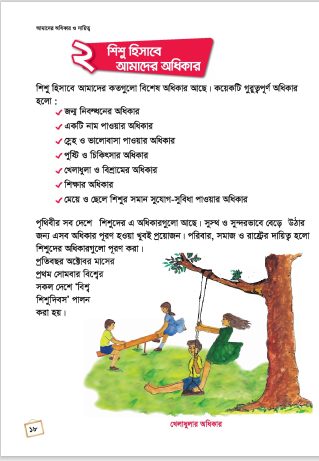 আমাদের অধিকার ও দায়িত্ব
২
শিশু হিসাবে
আমাদের অধিকার
শিশু হিসাবে আমাদের কতগুলো বিশেষ অধিকার আছে। কয়েকটি গুরুত্বপূর্ণ অধিকার
হলো :
জন্ম নিবন্ধনের অধিকার
একটি নাম পাওয়ার অধিকার
স্নেহ ও ভালোবাসা পাওয়ার অধিকার
পুষ্টি ও চিকিৎসার অধিকার
খেলাধুলা ও বিশ্রামের অধিকার
শিক্ষার অধিকার
মেয়ে ও ছেলে শিশুর সমান সুযোগ-সুবিধা পাওয়ার অধিকার
পৃথিবীর সব দেশে শিশুদের এ অধিকারগুলো আছে। সুস্থ ও সুন্দরভাবে বেড়ে উঠার
জন্য এসব অধিকার পূরণ হওয়া খুবই প্রয়োজন। পরিবার, সমাজ ও রাষ্ট্রের দায়িত্ব হলো
শিশুদের অধিকারগুলো পূরণ করা।
প্রতিবছর অক্টোবর মাসের
প্রথম সোমবার বিশ্বের
সকল দেশে ‘বিশ্ব
শিশুদিবস’ পালন
করা হয়।
খেলাধুলার অধিকার
১৮